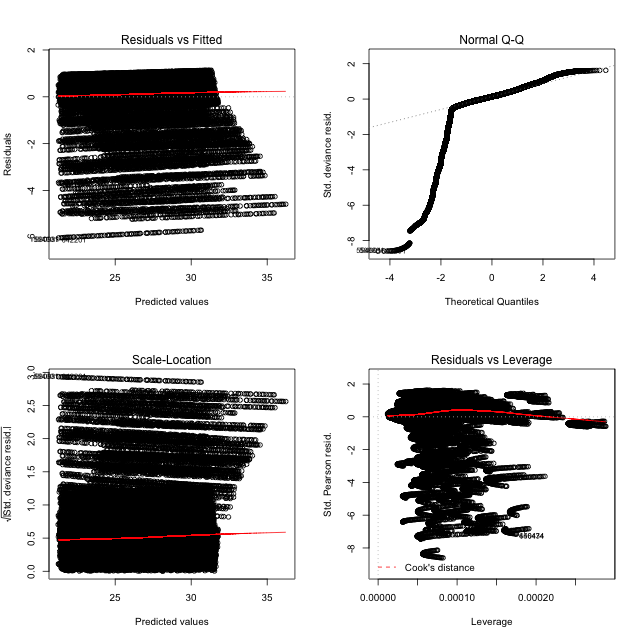 Residuals vs Fitted
Residuals
2
0
-2
-4
-6
25
30
35
Predicted values
Normal Q-Q
Std. deviance resid.
2
0
-2
-4
-6
-8
-4
-2
0
2
4
Theoretical Quantiles
Scale-Location
√|Std. deviance resid.|
3.0
2.5
2.0
1.5
1.0
0.5
0.0
25
30
35
Predicted values
Residuals vs Leverage
Std. Pearson resid.
2
0
-2
-4
-6
-8
Cook's distance
0.00000
0.00010
0.00020
Leverage